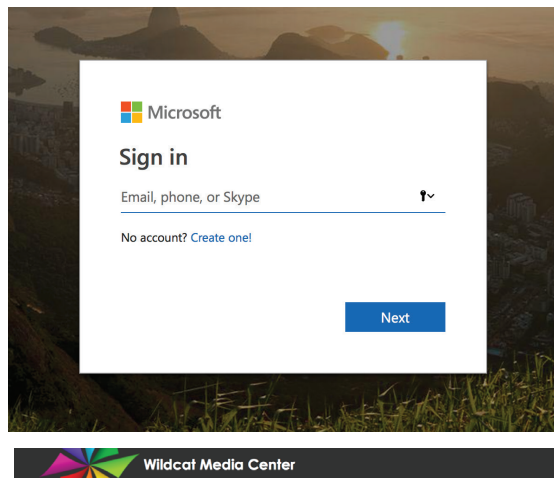 Microsoft
Sign in
Email, phone, or Skype
No account? Create one!
Next
Wildcat Media Center